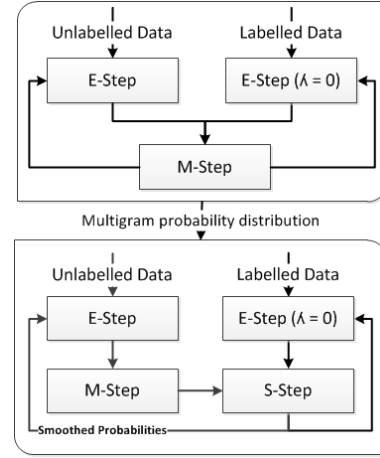 Unlabelled Data Labelled Data
E-Step E-Step (ʎ = 0)
M-Step
Multigram probability distribution
Unlabelled Data Labelled Data
E-Step E-Step (ʎ = 0)
M-Step S-Step
Smoothed Probabilities